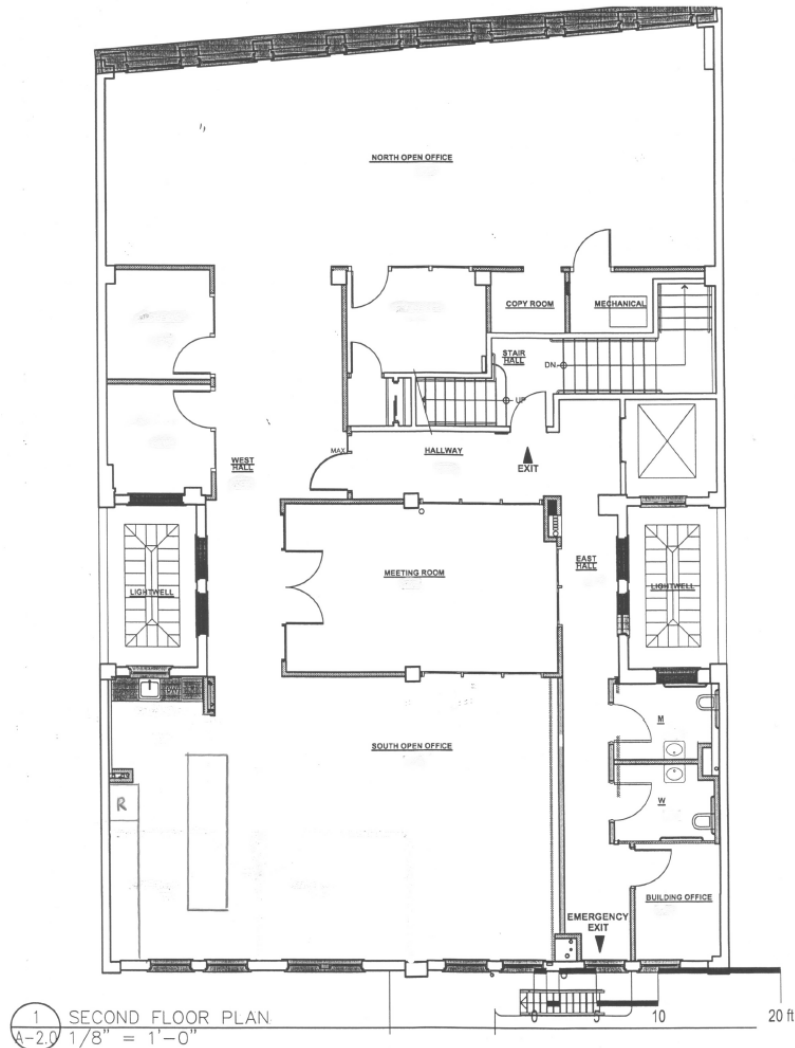 NORTH OPEN OFFICE
COPY ROOM
MECHANICAL
STAIR
HALL
DN.
UP
MAX.
HALLWAY
WEST
HALL
EXIT
EAST
HALL
MEETING ROOM
LIGHTWELL
LIGHTWELL
M
SOUTH OPEN OFFICE
R
W
BUILDING OFFICE
EMERGENCY
EXIT
0
5
10
20 ft
1
A-2.0
SECOND FLOOR PLAN
1/8" = 1'-0"